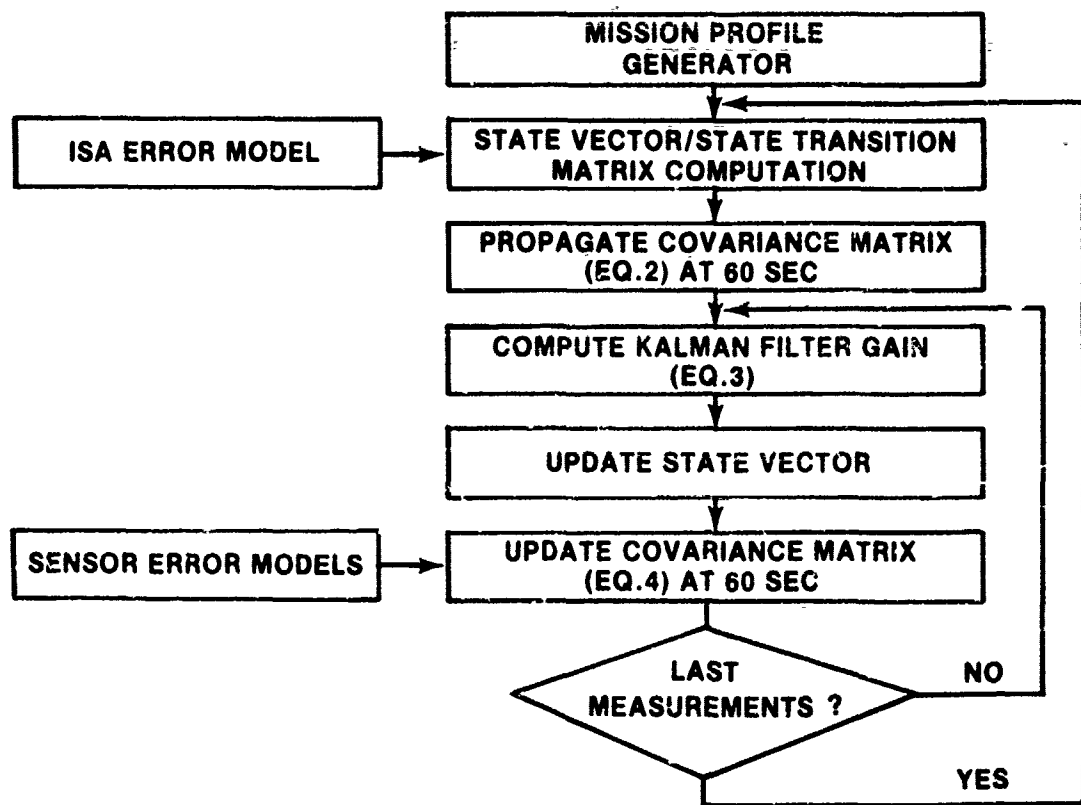 MISSION PROFILE
GENERATOR
ISA ERROR MODEL
STATE VECTOR/STATE TRANSITION
MATRIX COMPUTATION
PROPAGATE COVARIANCE MATRIX
(EQ.2) AT 60 SEC
COMPUTE KALMAN FILTER GAIN
(EQ.3)
UPDATE STATE VECTOR
SENSOR ERROR MODELS
UPDATE COVARIANCE MATRIX
(EQ.4) AT 60 SEC
LAST
MEASUREMENTS ?
NO
YES